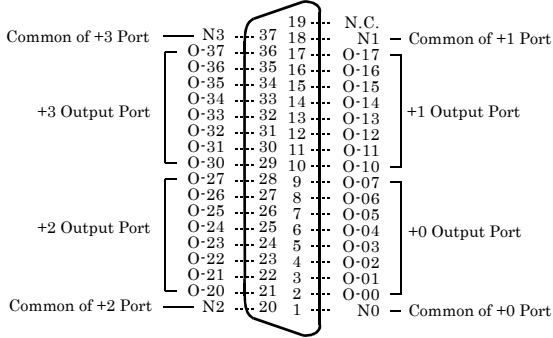 19 N.C.
Common of +3 Port N3 37 18 N1 Common of +1 Port
O-37 36 17 O-17
O-36 35 16 O-16
O-35 34 15 O-15
O-34 33 14 O-14
+3 Output Port O-33 32 13 O-13 +1 Output Port
O-32 31 12 O-12
O-31 30 11 O-11
O-30 29 10 O-10
O-27 28 9 O-07
O-26 27 8 O-06
O-25 26 7 O-05
+2 Output Port O-24 25 6 O-04 +0 Output Port
O-23 24 5 O-03
O-22 23 4 O-02
O-21 22 3 O-01
O-20 21 2 O-00
Common of +2 Port N2 20 1 N0 Common of +0 Port